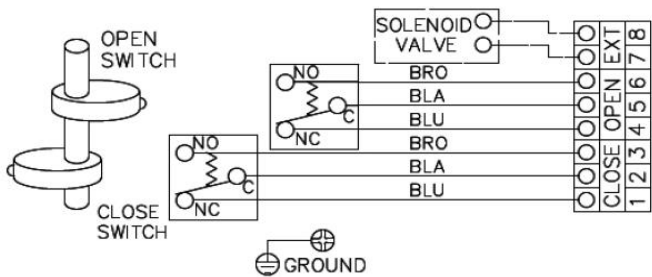 OPEN
SWITCH
SOLENOID
VALVE
NO
C
NC
BRO
BLA
BLU
NO
C
NC
BRO
BLA
BLU
EXT
OPEN
CLOSE
8
7
6
5
4
3
2
1
CLOSE
SWITCH
GROUND